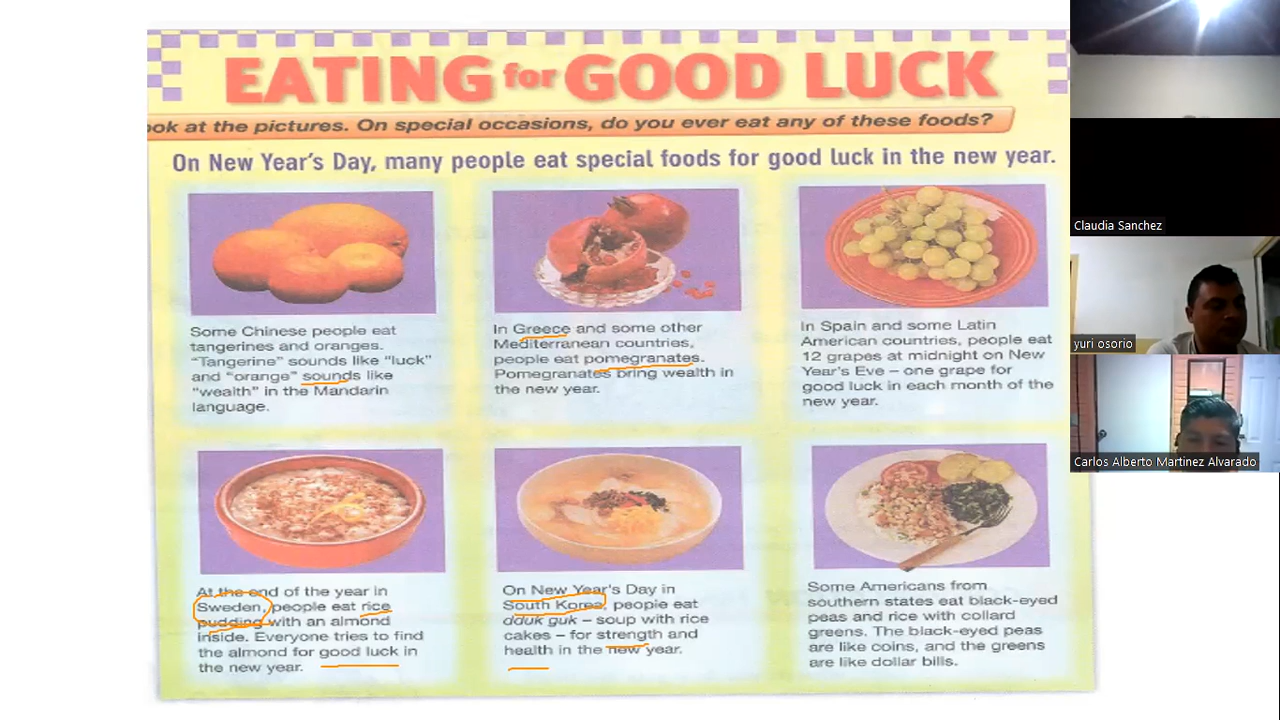 EATING for GOOD LUCK
ook at the pictures. On special occasions, do you ever eat any of these foods?
On New Year's Day, many people eat special foods for good luck in the new year.
Some Chinese people eat
tangerines and oranges.
"Tangerine" sounds like "luck"
and "orange" sounds like
"wealth" in the Mandarin
language.
In Greece and some other
Mediterranean countries,
people eat pomegranates.
Pomegranates bring wealth in
the new year.
In Spain and some Latin
American countries, people eat
12 grapes at midnight on New
Year's Eve – one grape for
good luck in each month of the
new year.
At the end of the year in
Sweden, people eat rice
pudding with an almond
inside. Everyone tries to find
the almond for good luck in
the new year.
On New Year's Day in
South Korea, people eat
dduk guk – soup with rice
cakes – for strength and
health in the new year.
Some Americans from
southern states eat black-eyed
peas and rice with collard
greens. The black-eyed peas
are like coins, and the greens
are like dollar bills.
Claudia Sanchez
yuri osorio
Carlos Alberto Martinez Alvarado